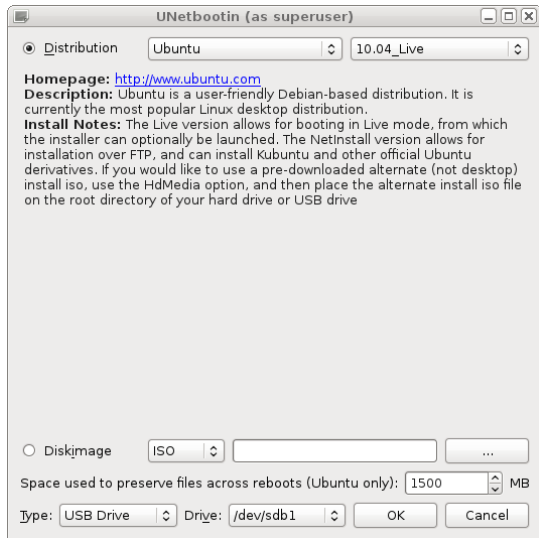 UNetbootin (as superuser)
Distribution Ubuntu 10.04_Live
Homepage: http://www.ubuntu.com
Description: Ubuntu is a user-friendly Debian-based distribution. It is
currently the most popular Linux desktop distribution.
Install Notes: The Live version allows for booting in Live mode, from which
the installer can optionally be launched. The NetInstall version allows for
installation over FTP, and can install Kubuntu and other official Ubuntu
derivatives. If you would like to use a pre-downloaded alternate (not desktop)
install iso, use the HdMedia option, and then place the alternate install iso file
on the root directory of your hard drive or USB drive
Diskimage ISO ...
Space used to preserve files across reboots (Ubuntu only): 1500 MB
Type: USB Drive Drive: /dev/sdb1 OK Cancel